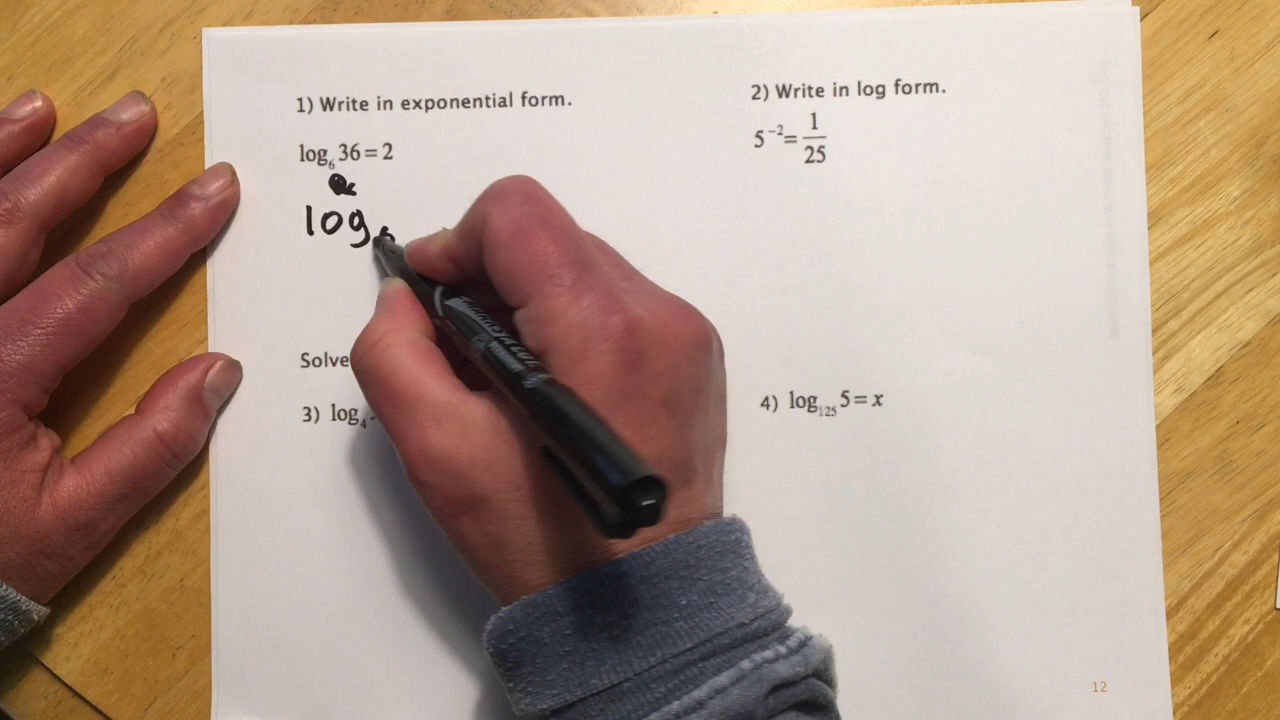 1) Write in exponential form.
log₆ 36 = 2
log
2) Write in log form.
5⁻² = 1/25
Solve
3) log₄
4) log₁₂₅ 5 = x
12